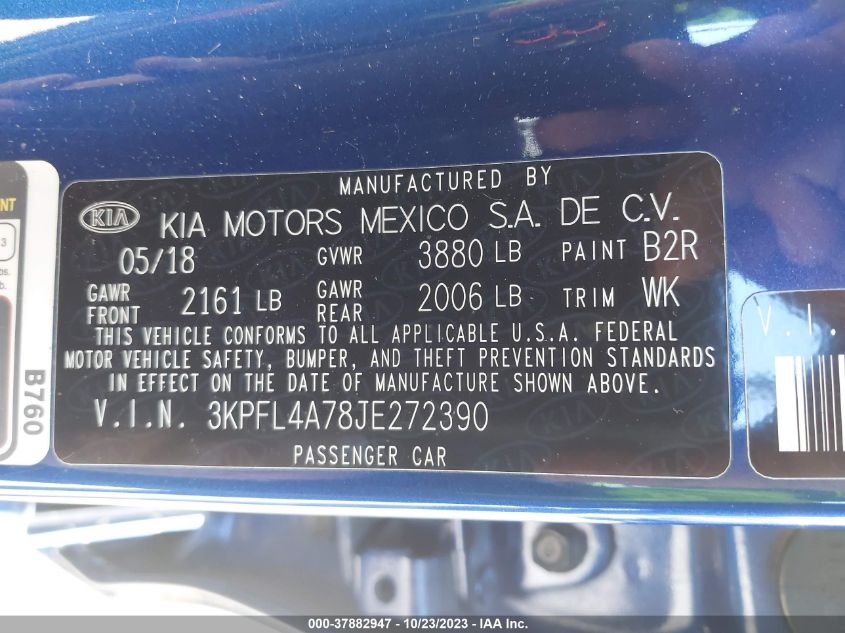 MANUFACTURED BY
KIA KIA MOTORS MEXICO S.A. DE C.V.
05/18 GVWR 3880 LB PAINT B2R
GAWR FRONT 2161 LB GAWR REAR 2006 LB TRIM WK
THIS VEHICLE CONFORMS TO ALL APPLICABLE U.S.A. FEDERAL
MOTOR VEHICLE SAFETY, BUMPER, AND THEFT PREVENTION STANDARDS
IN EFFECT ON THE DATE OF MANUFACTURE SHOWN ABOVE.
V.I.N. 3KPFL4A78JE272390
PASSENGER CAR
B760
V.I.
000-37882947 - 10/23/2023 - IAA Inc.